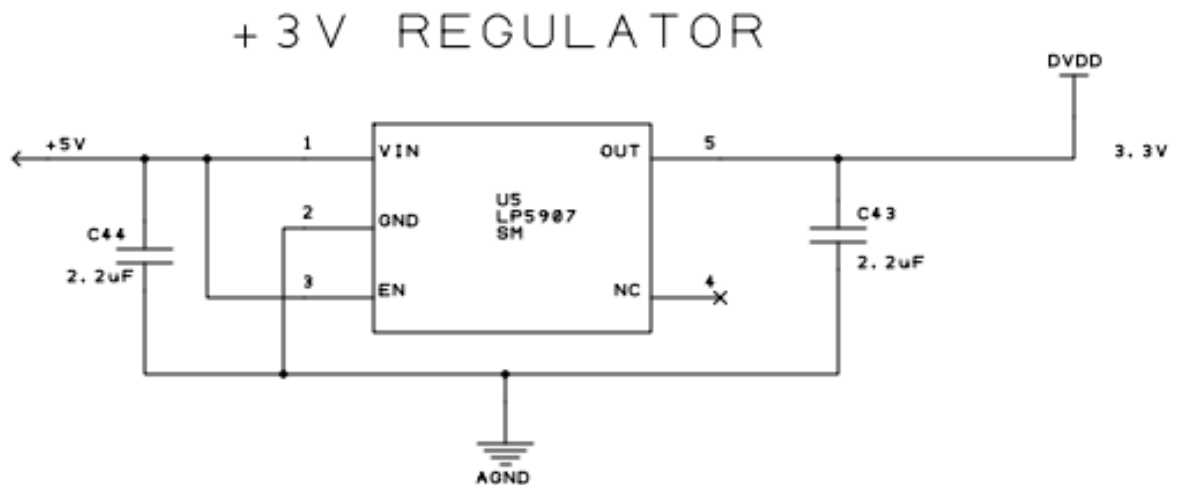 +3V REGULATOR
DVDD
+5V
1
VIN
OUT
5
3.3V
U5
LP5907
SM
2
GND
C44
2.2uF
C43
2.2uF
3
EN
NC
4
AGND